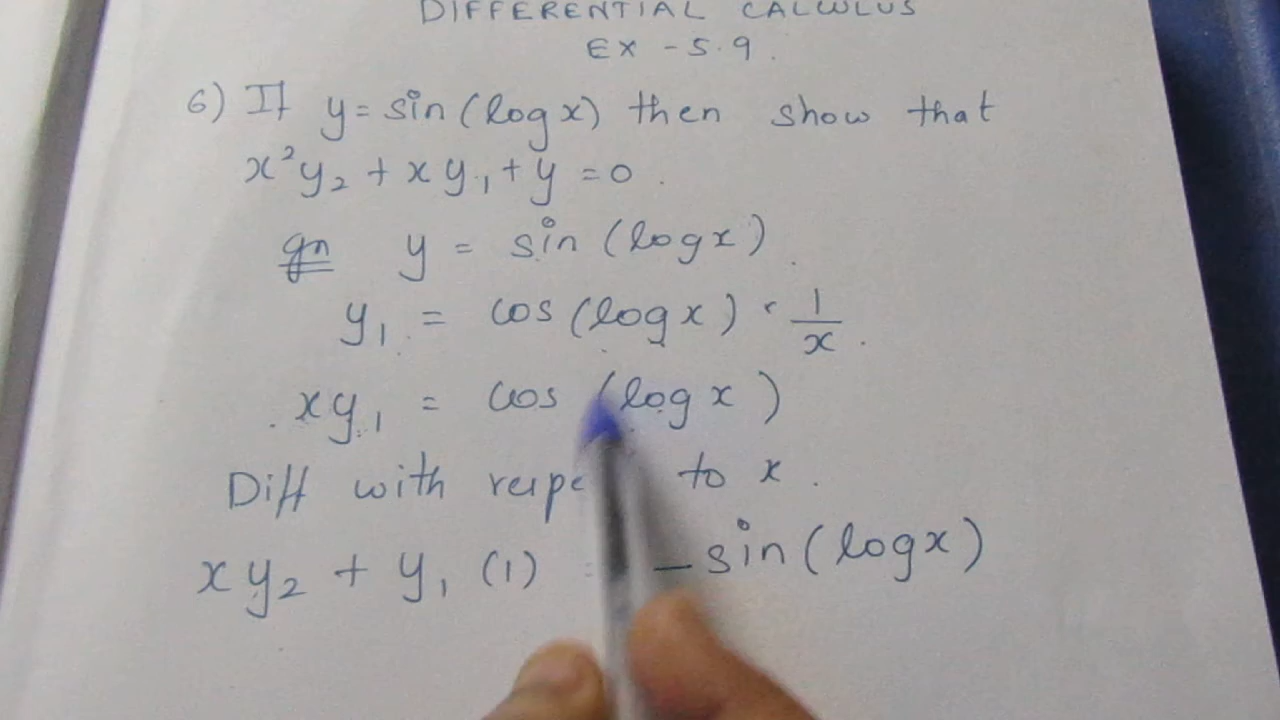 DIFFERENTIAL CALCULUS
EX - 5.9.
6) If y = sin (log x) then show that
x²y₂ + xy₁ + y = 0.
gn y = sin (log x).
y₁ = cos (log x) · 1/x.
xy₁ = cos (log x)
Diff with to x.
xy₂ + y₁ (1) = - sin (log x)